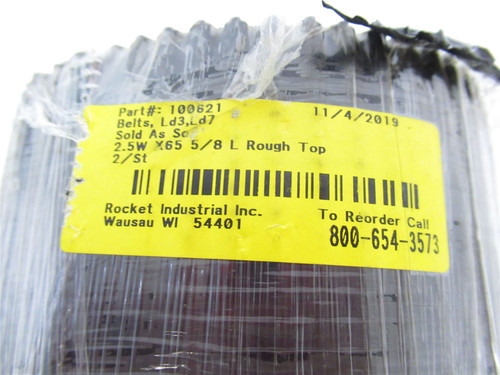 Part#: 100621 11/4/2019
Belts, Ld3,Ld7
Sold As
2.5W X65 5/8 L Rough Top
2/St
Rocket Industrial Inc. To Reorder Call
Wausau WI 54401 800-654-3573